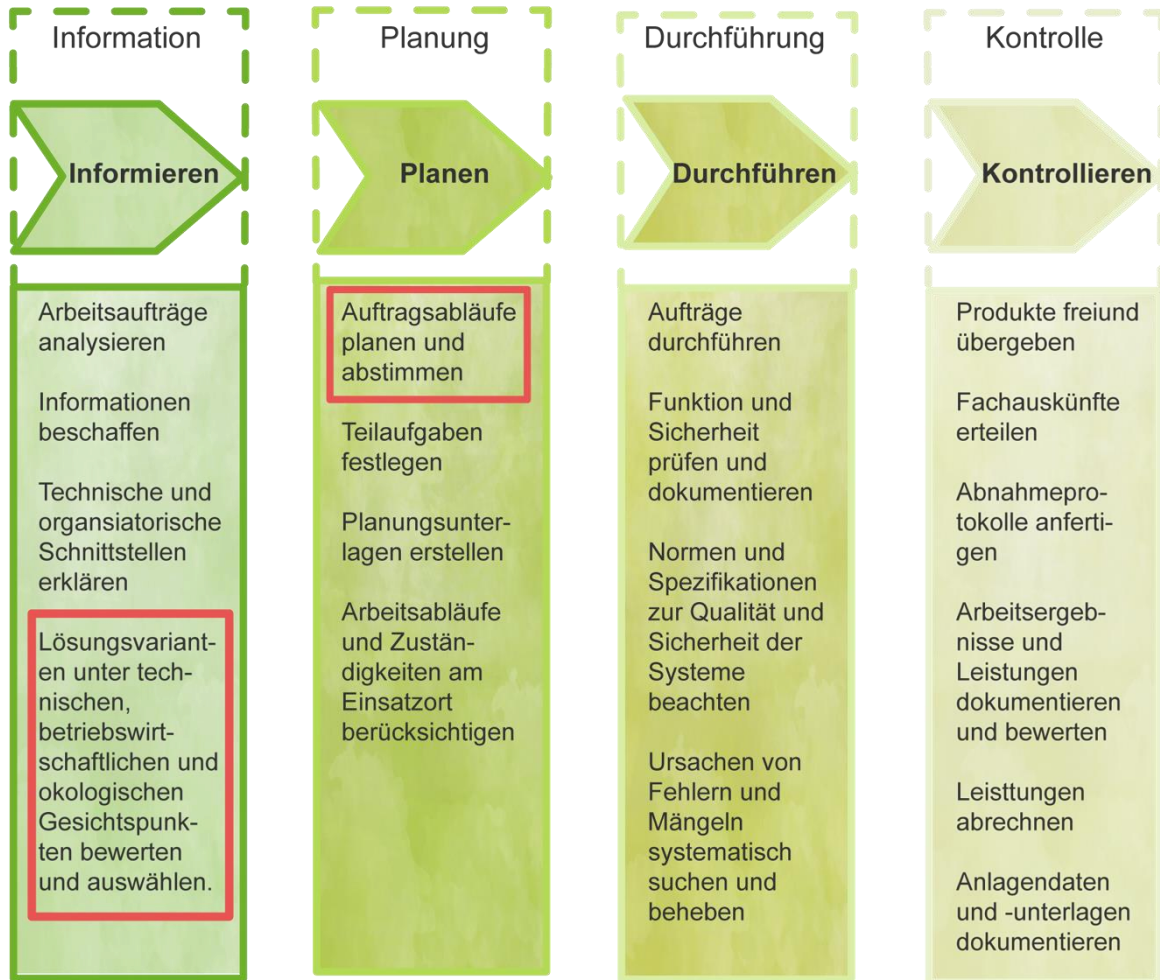 Information
Informieren
Arbeitsaufträge
analysieren
Informationen
beschaffen
Technische und
organsiatorische
Schnittstellen
erklären
Lösungsvariant-
en unter tech-
nischen,
betriebswirt-
schaftlichen und
okologischen
Gesichtspunk-
ten bewerten
und auswählen.
Planung
Planen
Auftragsabläufe
planen und
abstimmen
Teilaufgaben
festlegen
Planungsunter-
lagen erstellen
Arbeitsabläufe
und Zustän-
digkeiten am
Einsatzort
berücksichtigen
Durchführung
Durchführen
Aufträge
durchführen
Funktion und
Sicherheit
prüfen und
dokumentieren
Normen und
Spezifikationen
zur Qualität und
Sicherheit der
Systeme
beachten
Ursachen von
Fehlern und
Mängeln
systematisch
suchen und
beheben
Kontrolle
Kontrollieren
Produkte freiund
übergeben
Fachauskünfte
erteilen
Abnahmepro-
tokolle anferti-
gen
Arbeitsergeb-
nisse und
Leistungen
dokumentieren
und bewerten
Leisttungen
abrechnen
Anlagendaten
und -unterlagen
dokumentieren